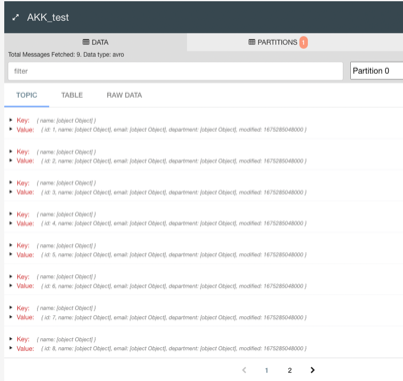 AKK_test
DATA
PARTITIONS 1
Total Messages Fetched: 9. Data type: avro
filter
Partition 0
TOPIC TABLE RAW DATA
Key: { name: [object Object] }
Value: { id: 1, name: [object Object], email: [object Object], department: [object Object], modified: 1675285048000 }
Key: { name: [object Object] }
Value: { id: 2, name: [object Object], email: [object Object], department: [object Object], modified: 1675285048000 }
Key: { name: [object Object] }
Value: { id: 3, name: [object Object], email: [object Object], department: [object Object], modified: 1675285048000 }
Key: { name: [object Object] }
Value: { id: 4, name: [object Object], email: [object Object], department: [object Object], modified: 1675285048000 }
Key: { name: [object Object] }
Value: { id: 5, name: [object Object], email: [object Object], department: [object Object], modified: 1675285048000 }
Key: { name: [object Object] }
Value: { id: 6, name: [object Object], email: [object Object], department: [object Object], modified: 1675285048000 }
Key: { name: [object Object] }
Value: { id: 7, name: [object Object], email: [object Object], department: [object Object], modified: 1675285048000 }
Key: { name: [object Object] }
Value: { id: 8, name: [object Object], email: [object Object], department: [object Object], modified: 1675285048000 }
1 2